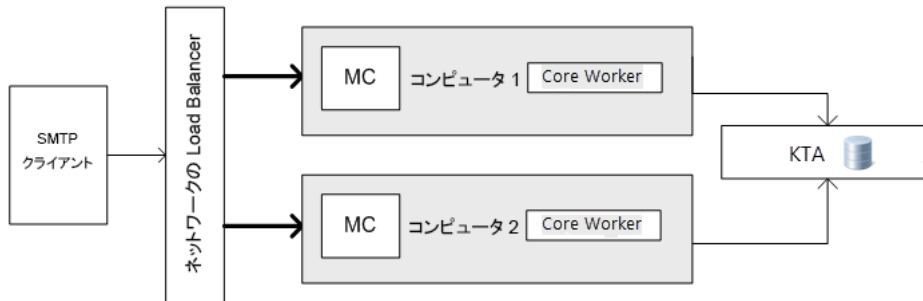 SMTP
クライアント
ネットワークの Load Balancer
MC
コンピュータ 1
Core Worker
MC
コンピュータ 2
Core Worker
KTA